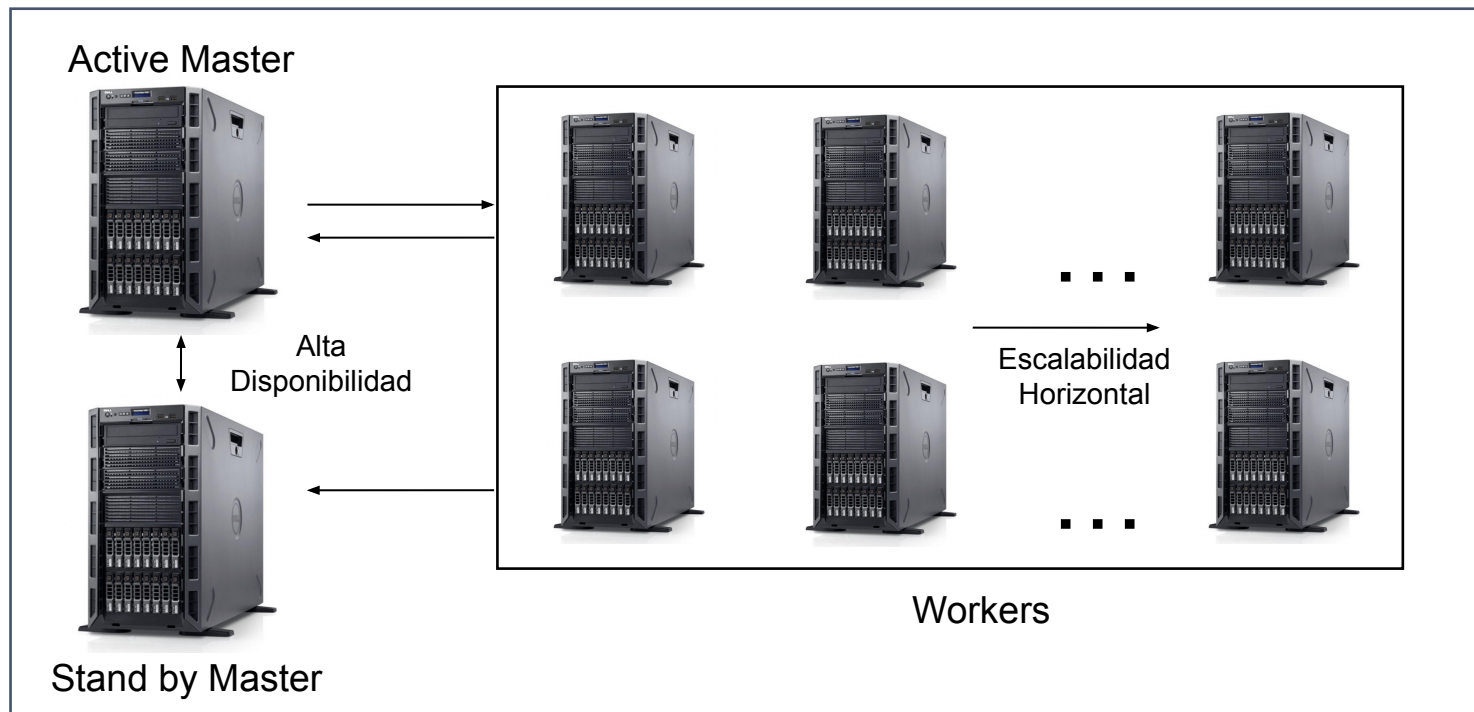 Active Master
Alta
Disponibilidad
Escalabilidad
Horizontal
Workers
Stand by Master